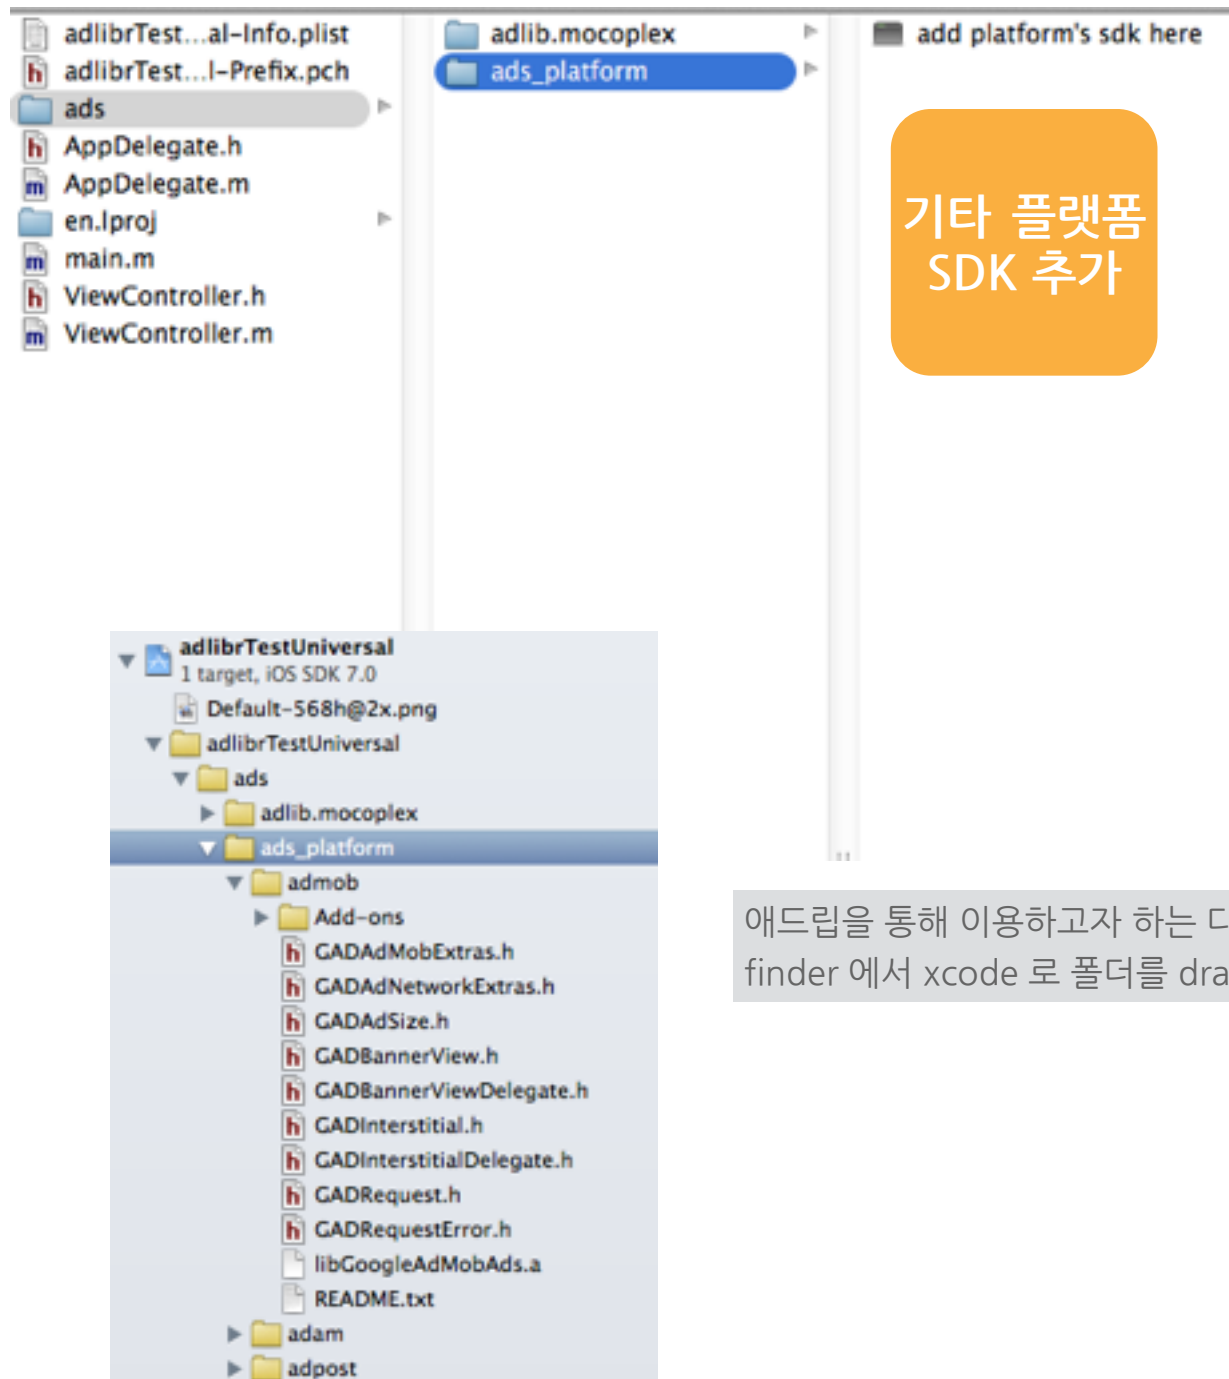 adlibrTest...al-Info.plist
adlibrTest...l-Prefix.pch
ads
AppDelegate.h
AppDelegate.m
en.lproj
main.m
ViewController.h
ViewController.m
adlib.mocoplex
ads_platform
add platform's sdk here
기타 플랫폼
SDK 추가
adlibrTestUniversal
1 target, iOS SDK 7.0
Default-568h@2x.png
adlibrTestUniversal
ads
adlib.mocoplex
ads_platform
admob
Add-ons
GADAdMobExtras.h
GADAdNetworkExtras.h
GADAdSize.h
GADBannerView.h
GADBannerViewDelegate.h
GADInterstitial.h
GADInterstitialDelegate.h
GADRequest.h
GADRequestError.h
libGoogleAdMobAds.a
README.txt
adam
adpost
애드립을 통해 이용하고자 하는
finder 에서 xcode 로 폴더를